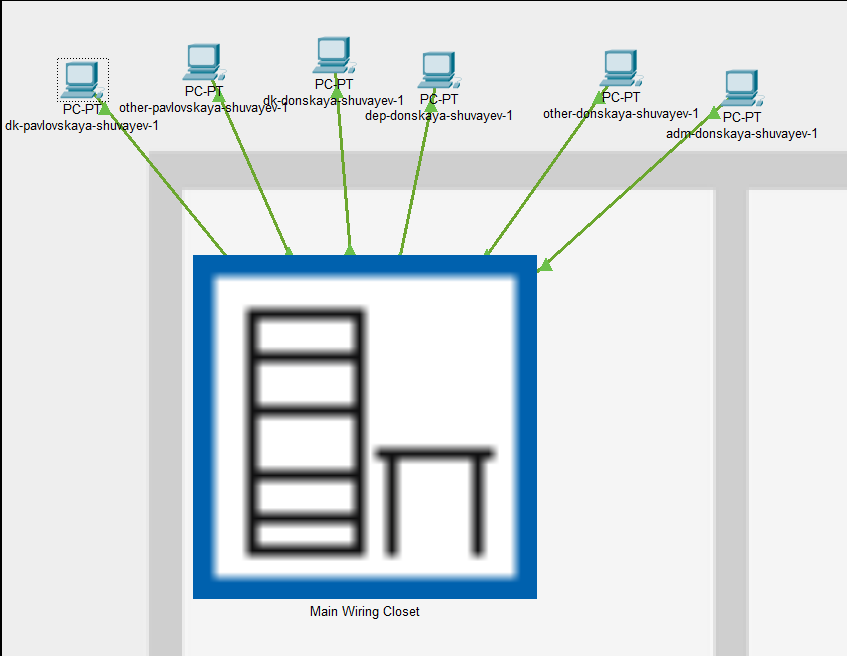 PC-PT
dk-pavlovskaya-shuvayev-1
PC-PT
other-pavlovskaya-shuvayev-1
PC-PT
dk-donskaya-shuvayev-1
PC-PT
dep-donskaya-shuvayev-1
PC-PT
other-donskaya-shuvayev-1
PC-PT
adm-donskaya-shuvayev-1
Main Wiring Closet